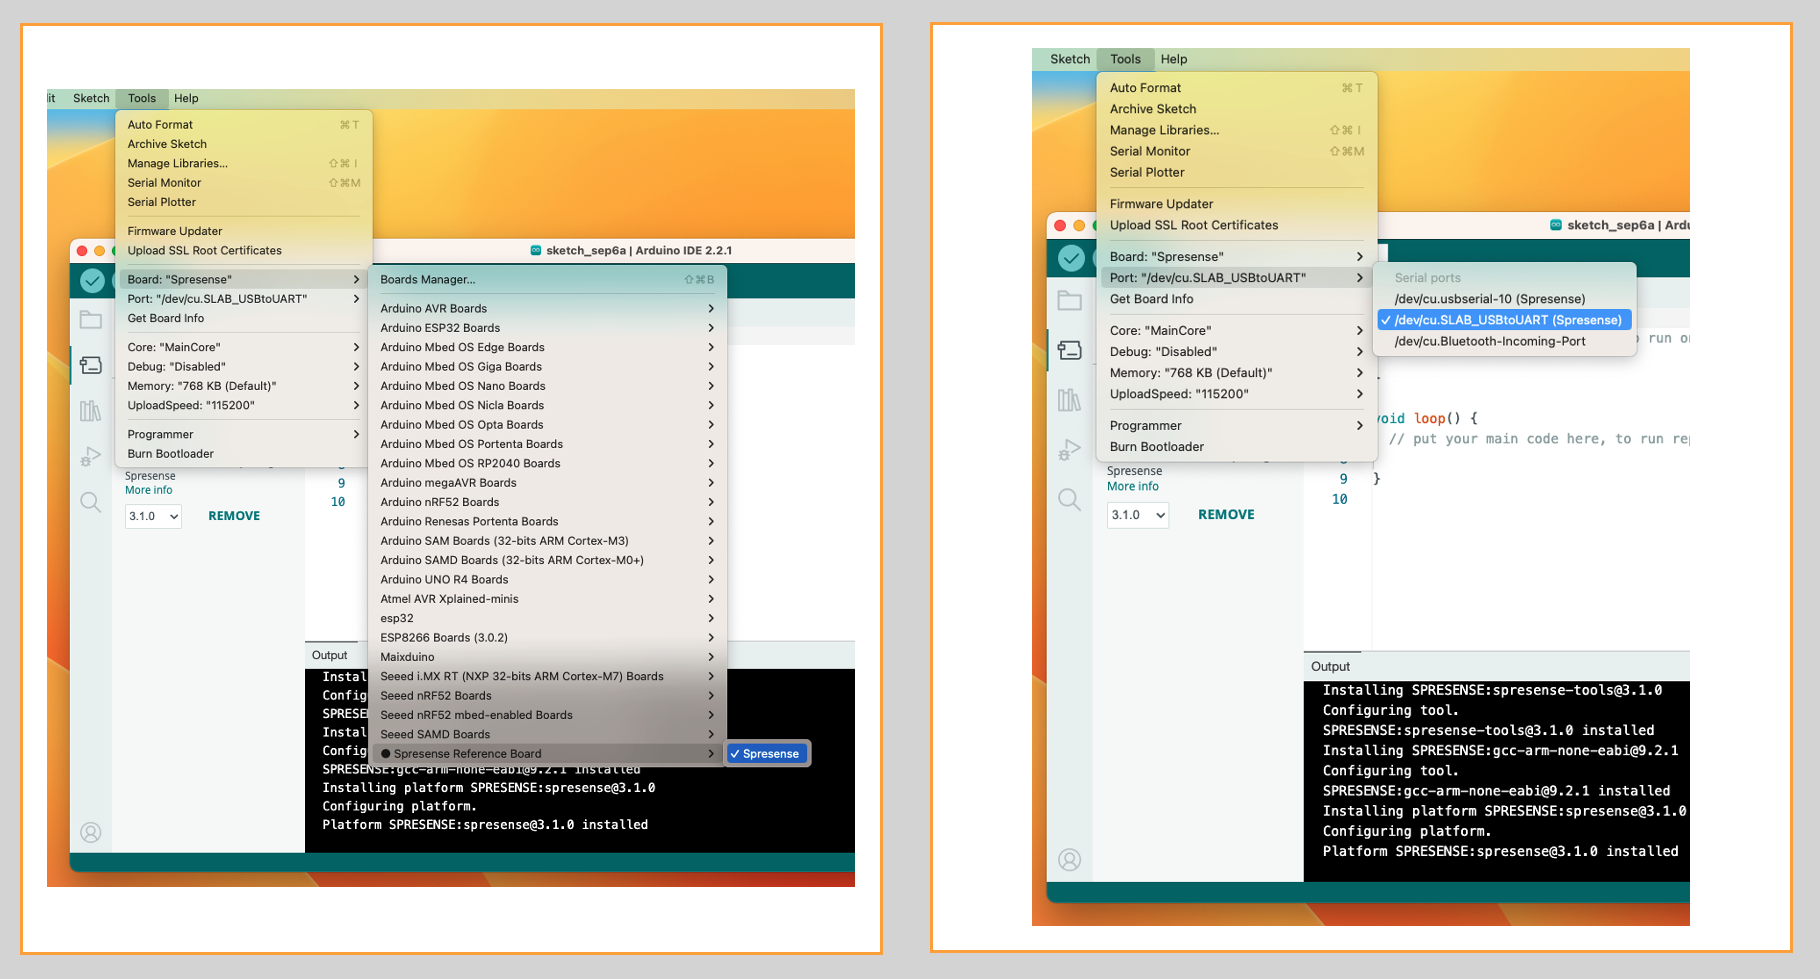 it Sketch Tools Help
Auto Format ⌘T
Archive Sketch
Manage Libraries... ⇧⌘I
Serial Monitor ⇧⌘M
Serial Plotter
Firmware Updater
Upload SSL Root Certificates
sketch_sep6a | Arduino IDE 2.2.1
Board: "Spresense"
Port: "/dev/cu.SLAB_USBtoUART"
Get Board Info
Core: "MainCore"
Debug: "Disabled"
Memory: "768 KB (Default)"
UploadSpeed: "115200"
Programmer
Burn Bootloader
Boards Manager... ⇧⌘B
Arduino AVR Boards
Arduino ESP32 Boards
Arduino Mbed OS Edge Boards
Arduino Mbed OS Giga Boards
Arduino Mbed OS Nano Boards
Arduino Mbed OS Nicla Boards
Arduino Mbed OS Opta Boards
Arduino Mbed OS Portenta Boards
Arduino Mbed OS RP2040 Boards
Arduino megaAVR Boards
Arduino nRF52 Boards
Arduino Renesas Portenta Boards
Arduino SAM Boards (32-bits ARM Cortex-M3)
Arduino SAMD Boards (32-bits ARM Cortex-M0+)
Arduino UNO R4 Boards
Atmel AVR Xplained-minis
esp32
ESP8266 Boards (3.0.2)
Maixduino
Seeed i.MX RT (NXP 32-bits ARM Cortex-M7) Boards
Seeed nRF52 Boards
Seeed nRF52 mbed-enabled Boards
Seeed SAMD Boards
Spresense Reference Board
Spresense
Spresense
More info
3.1.0 REMOVE
9
10
Output
Instal
Config
SPRESE
Instal
Config
SPRESENSE:gcc-arm-none-eabi@9.2.1 installed
Installing platform SPRESENSE:spresense@3.1.0
Configuring platform.
Platform SPRESENSE:spresense@3.1.0 installed
Sketch Tools Help
Auto Format ⌘T
Archive Sketch
Manage Libraries... ⇧⌘I
Serial Monitor ⇧⌘M
Serial Plotter
Firmware Updater
Upload SSL Root Certificates
sketch_sep6a | Ardu
Board: "Spresense"
Port: "/dev/cu.SLAB_USBtoUART"
Get Board Info
Core: "MainCore"
Debug: "Disabled"
Memory: "768 KB (Default)"
UploadSpeed: "115200"
Programmer
Burn Bootloader
Serial ports
/dev/cu.usbserial-10 (Spresense)
/dev/cu.SLAB_USBtoUART (Spresense)
/dev/cu.Bluetooth-Incoming-Port
run on
void loop() {
// put your main code here, to run rep
9 }
10
Spresense
More info
3.1.0 REMOVE
Output
Installing SPRESENSE:spresense-tools@3.1.0
Configuring tool.
SPRESENSE:spresense-tools@3.1.0 installed
Installing SPRESENSE:gcc-arm-none-eabi@9.2.1
Configuring tool.
SPRESENSE:gcc-arm-none-eabi@9.2.1 installed
Installing platform SPRESENSE:spresense@3.1.0
Configuring platform.
Platform SPRESENSE:spresense@3.1.0 installed